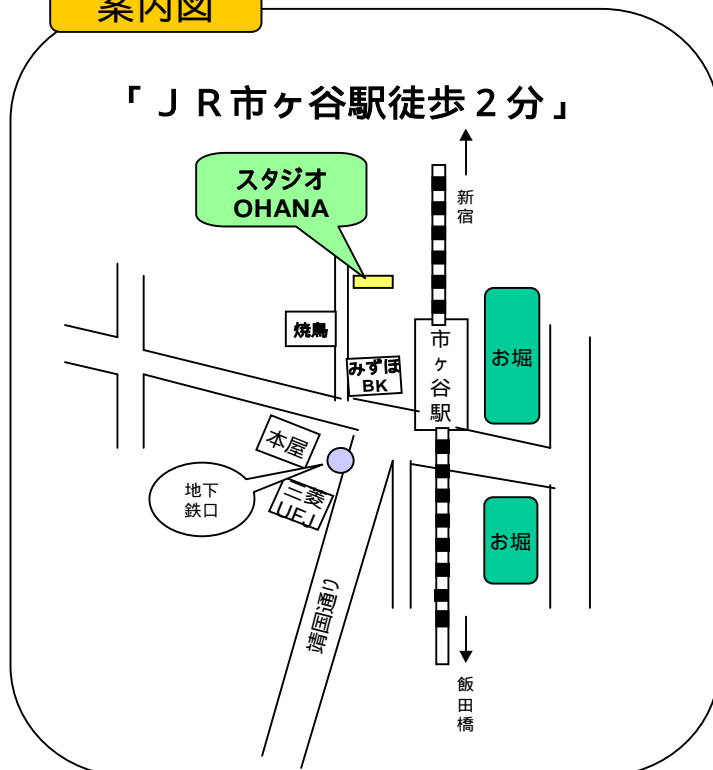 案内図
「ＪＲ市ヶ谷駅徒歩２分」
スタジオ
OHANA
新宿
焼鳥
みずほ
BK
市ヶ谷駅
お堀
本屋
地下
鉄口
三菱
UFJ
お堀
靖国通り
飯田橋